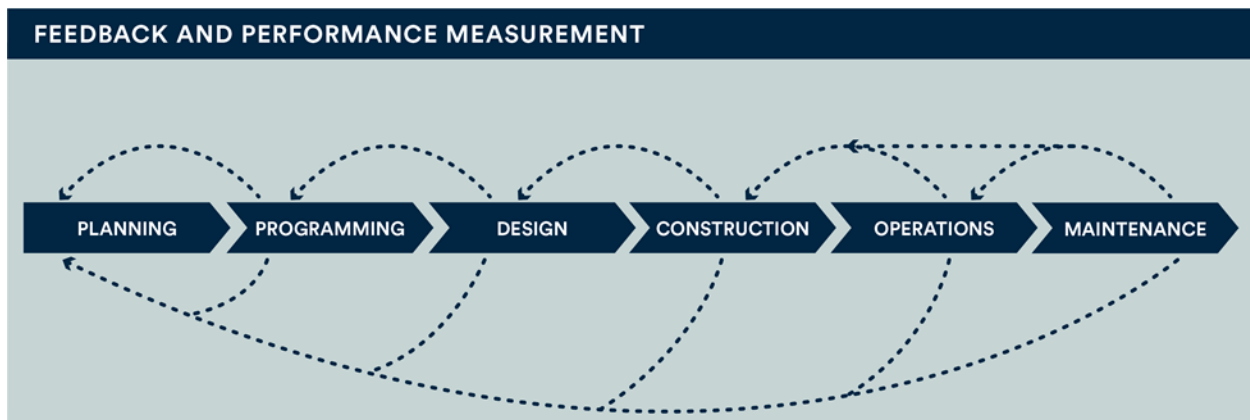 FEEDBACK AND PERFORMANCE MEASUREMENT
PLANNING
PROGRAMMING
DESIGN
CONSTRUCTION
OPERATIONS
MAINTENANCE